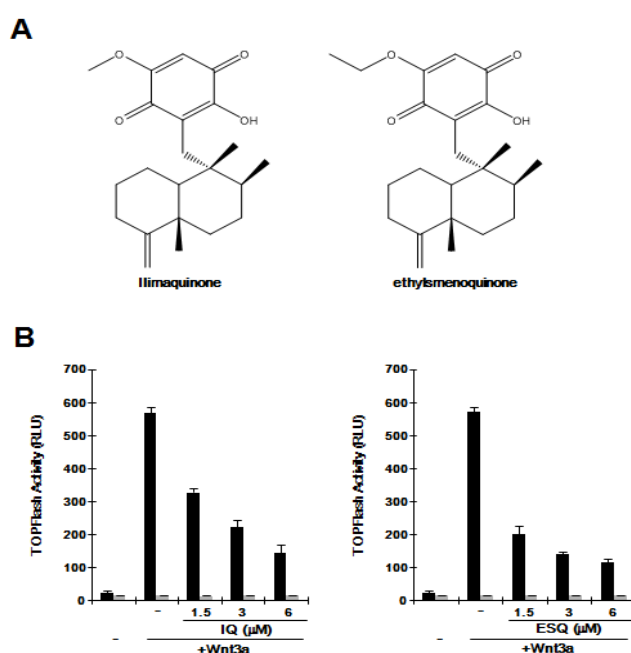 A
O
O
O
OH
Ilimaquinone
O
O
O
OH
ethylsmenoquinone
B
TOPFlash Activity (RLU)
700
600
500
400
300
200
100
0
– 1.5 3 6
IQ (µM)
– +Wnt3a
TOPFlash Activity (RLU)
700
600
500
400
300
200
100
0
– 1.5 3 6
ESQ (µM)
– +Wnt3a